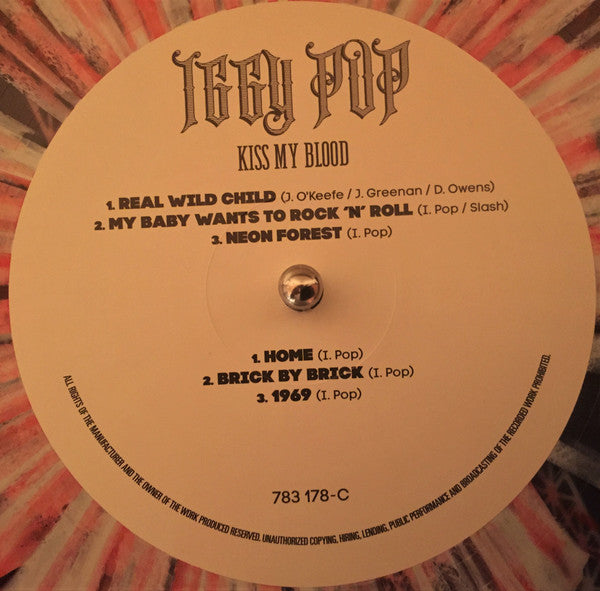 IGGY POP
KISS MY BLOOD
1. REAL WILD CHILD (J. O'Keefe / J. Greenan / D. Owens)
2. MY BABY WANTS TO ROCK 'N' ROLL (I. Pop / Slash)
3. NEON FOREST (I. Pop)
1. HOME (I. Pop)
2. BRICK BY BRICK (I. Pop)
3. 1969 (I. Pop)
783 178-C
ALL RIGHTS OF THE MANUFACTURER AND THE OWNER OF THE WORK PRODUCED RESERVED. UNAUTHORIZED COPYING, HIRING, LENDING, PUBLIC PERFORMANCE AND BROADCASTING OF THE RECORDED WORK PROHIBITED.